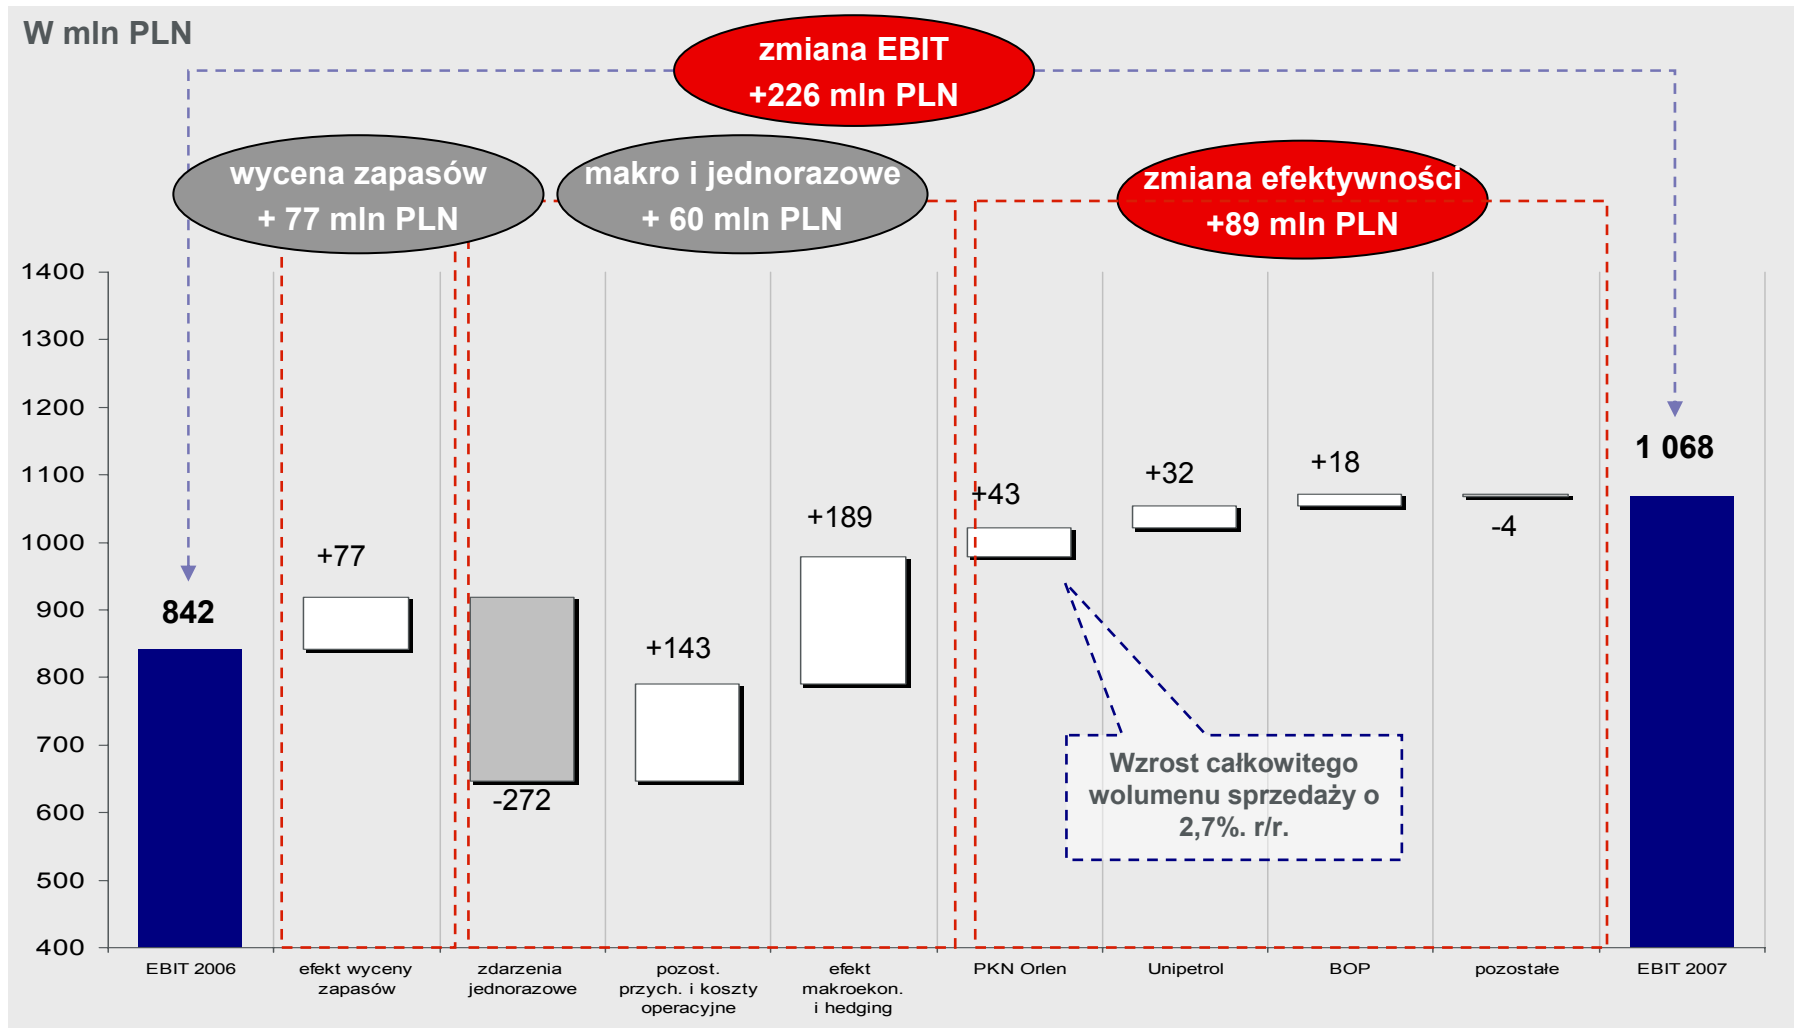 W mln PLN
zmiana EBIT
+226 mln PLN
wycena zapasów
+ 77 mln PLN
makro i jednorazowe
+ 60 mln PLN
zmiana efektywności
+89 mln PLN
1400
1300
1200
1100
1000
900
800
700
600
500
400
842
+77
-272
+143
+189
+43
+32
+18
-4
1 068
Wzrost całkowitego
wolumenu sprzedaży o
2,7%. r/r.
EBIT 2006
efekt wyceny
zapasów
zdarzenia
jednorazowe
pozost.
przych. i koszty
operacyjne
efekt
makroekon.
i hedging
PKN Orlen
Unipetrol
BOP
pozostałe
EBIT 2007